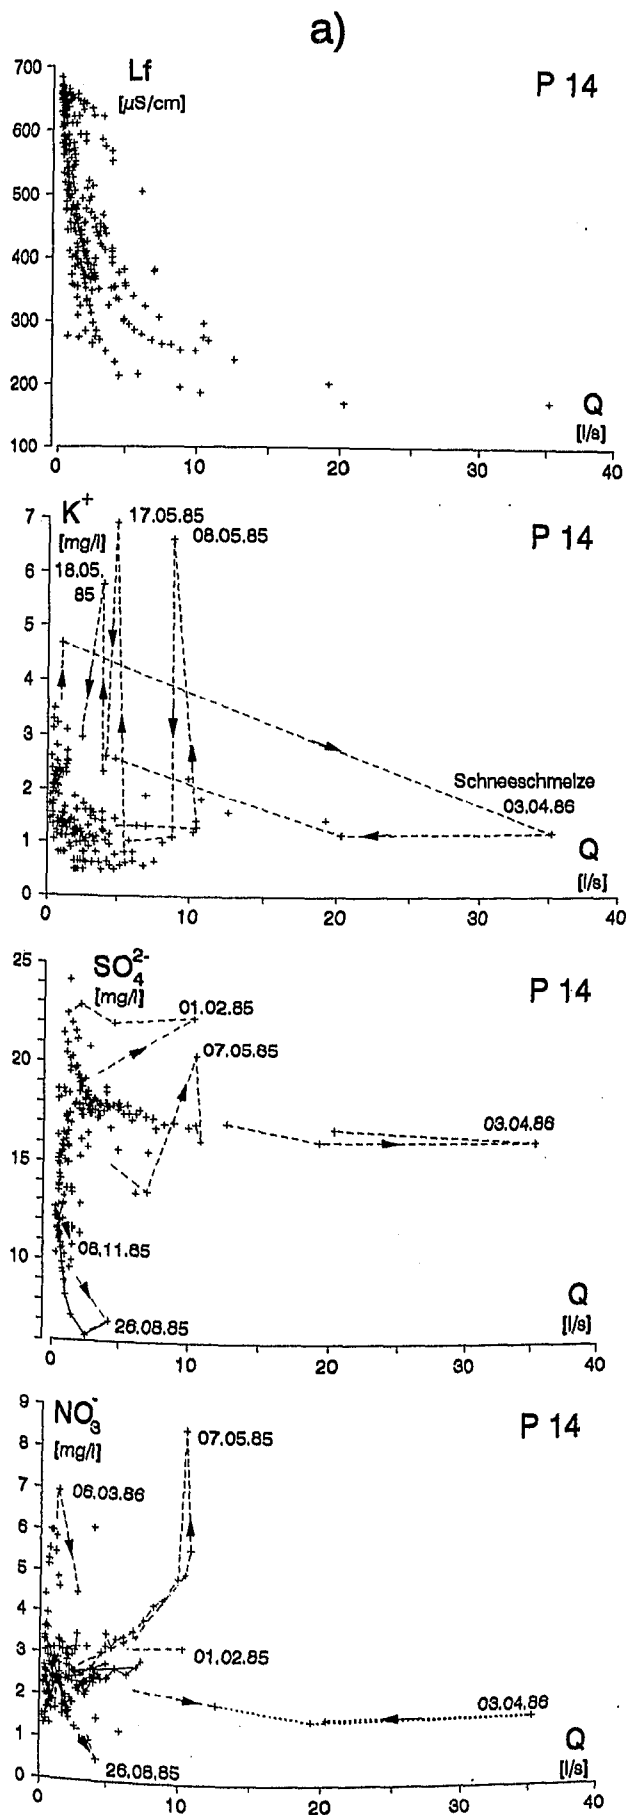 a)
Lf
[µS/cm]
P 14
700
600
500
400
300
200
100
Q
[l/s]
0 10 20 30 40
K+
[mg/l]
P 14
17.05.85
08.05.85
18.05.
85
7
6
5
4
3
2
1
0
Schneeschmelze
03.04.86
Q
[l/s]
0 10 20 30 40
SO4 2-
[mg/l]
P 14
25
20
15
10
01.02.85
07.05.85
03.04.86
08.11.85
26.08.85
Q
[l/s]
0 10 20 30 40
NO3 -
[mg/l]
P 14
9
8
7
6
5
4
3
2
1
0
07.05.85
06.03.86
01.02.85
03.04.86
26.08.85
Q
[l/s]
0 10 20 30 40